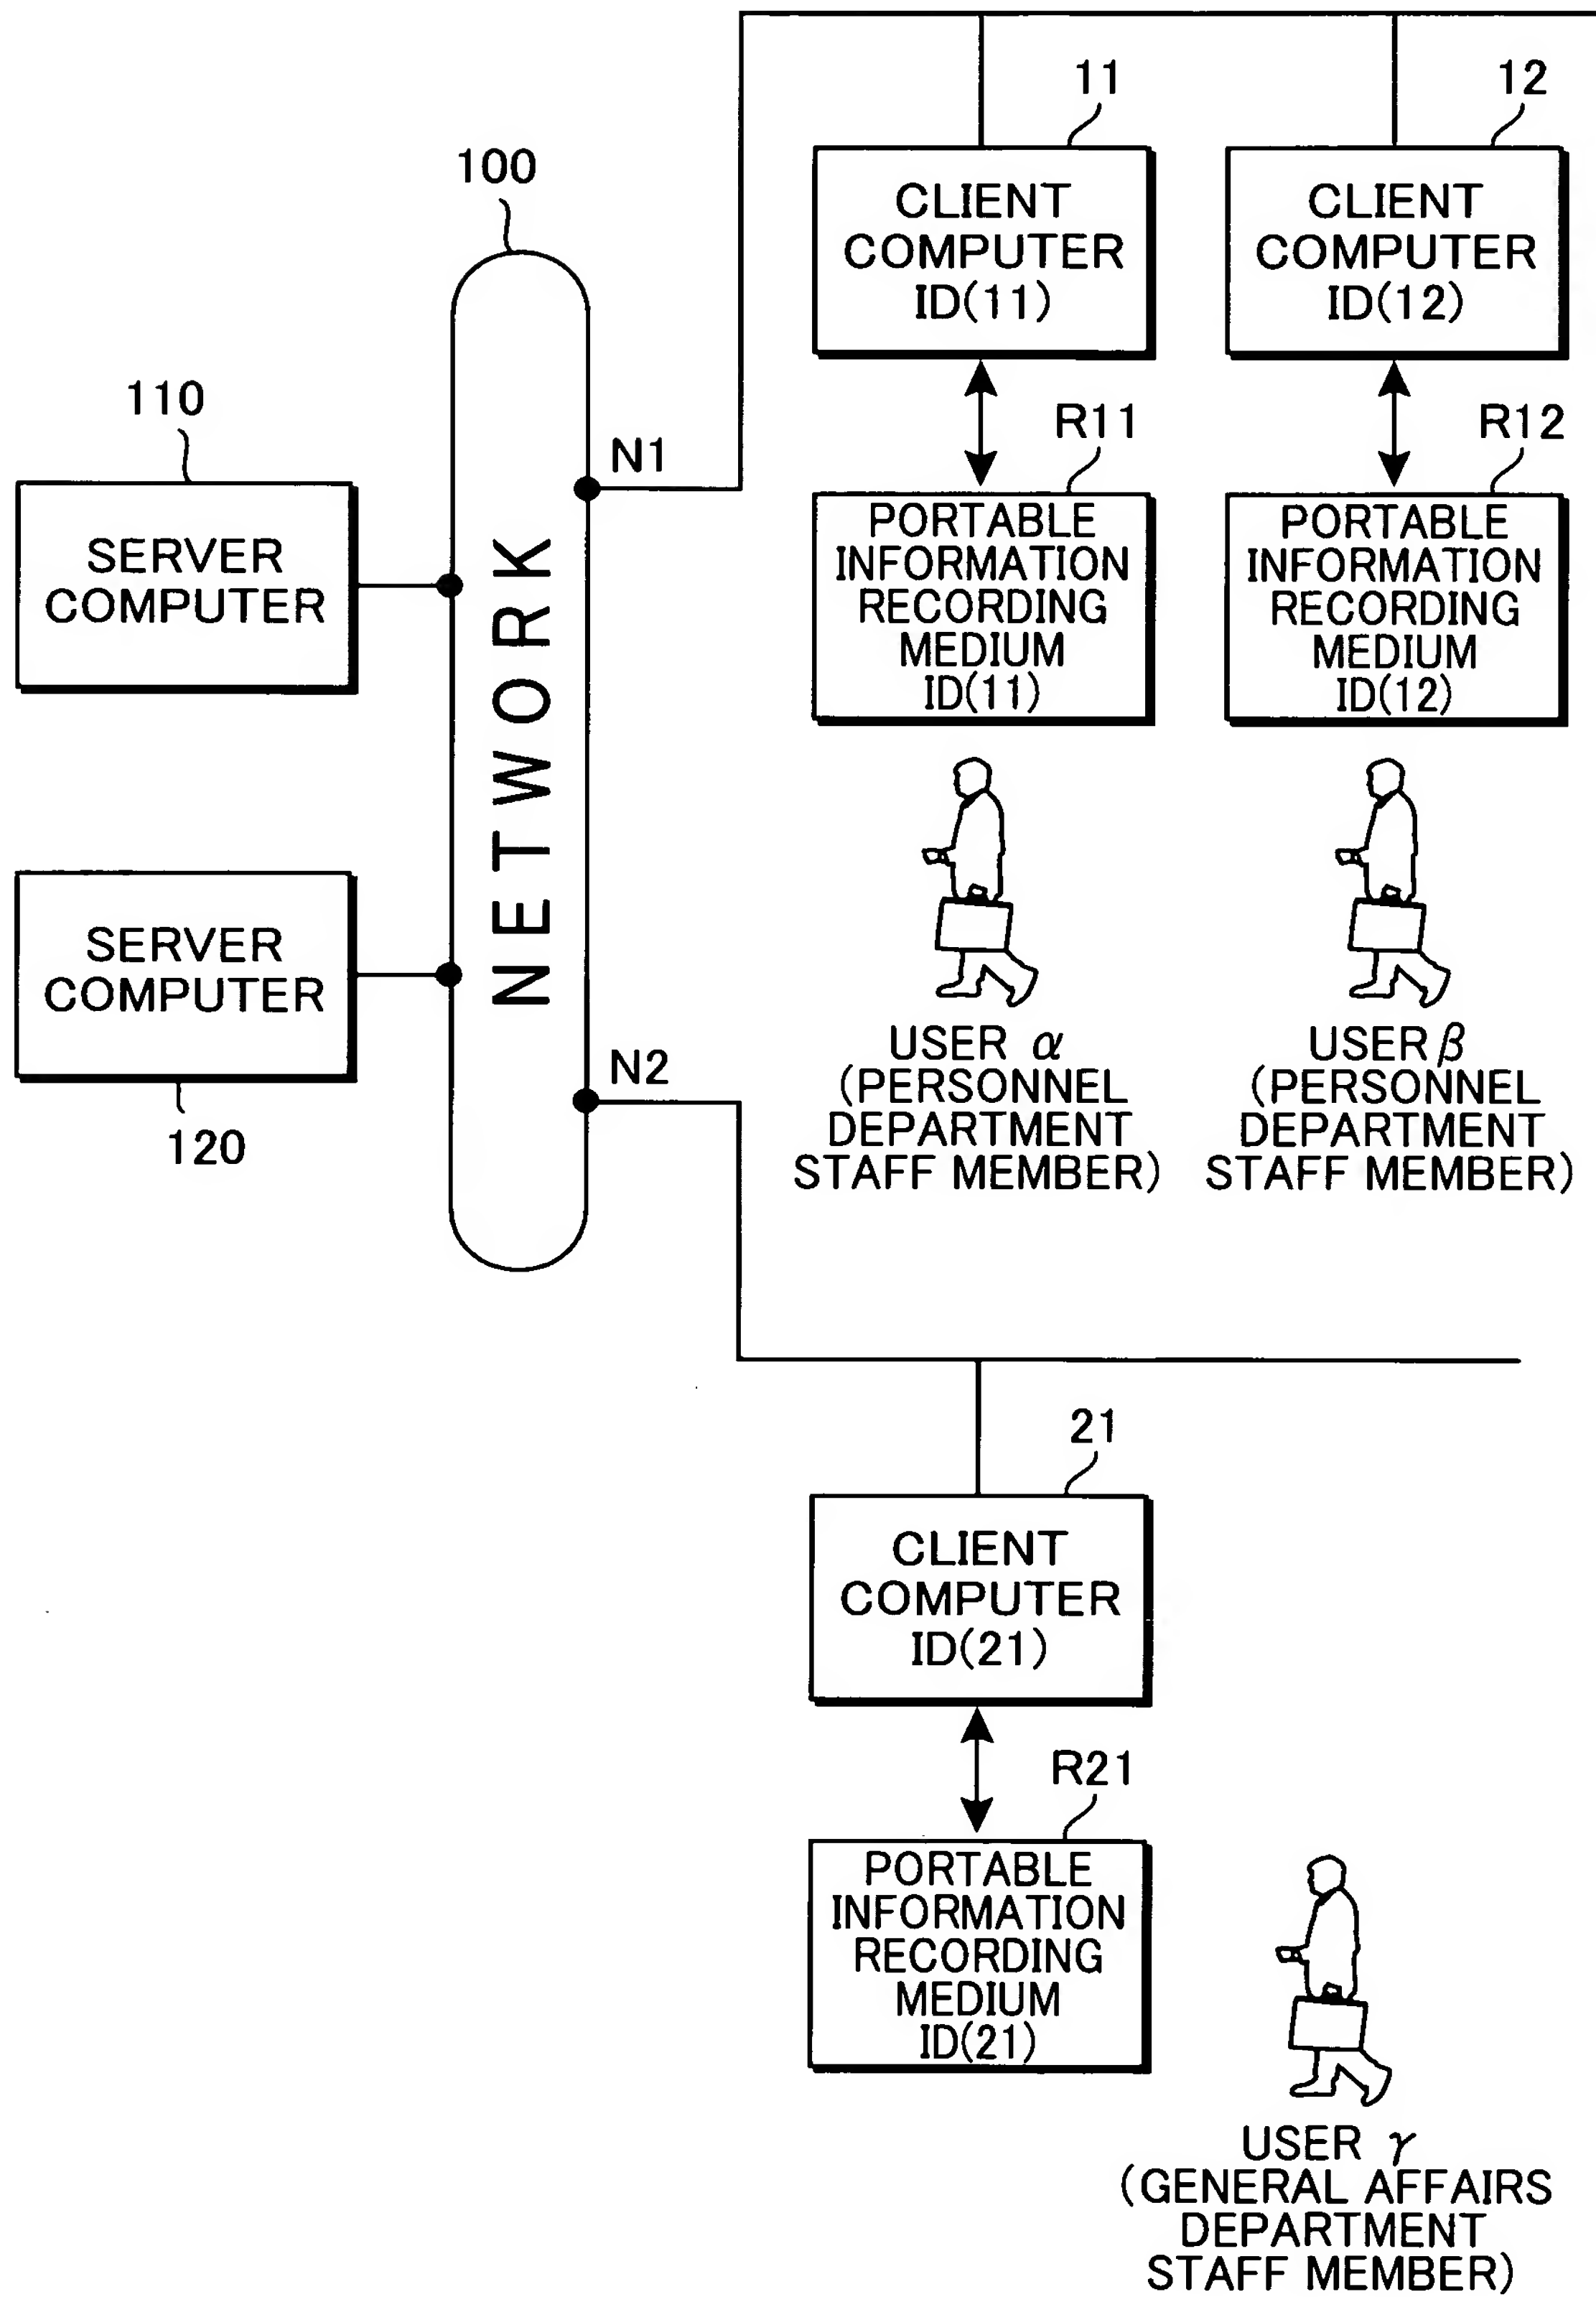 11
12
100
CLIENT
COMPUTER
ID(11)
CLIENT
COMPUTER
ID(12)
110
R11
R12
N1
SERVER
COMPUTER
NETWORK
PORTABLE
INFORMATION
RECORDING
MEDIUM
ID(11)
PORTABLE
INFORMATION
RECORDING
MEDIUM
ID(12)
SERVER
COMPUTER
120
N2
USER α
(PERSONNEL
DEPARTMENT
STAFF MEMBER)
USER β
(PERSONNEL
DEPARTMENT
STAFF MEMBER)
21
CLIENT
COMPUTER
ID(21)
R21
PORTABLE
INFORMATION
RECORDING
MEDIUM
ID(21)
USER γ
(GENERAL AFFAIRS
DEPARTMENT
STAFF MEMBER)